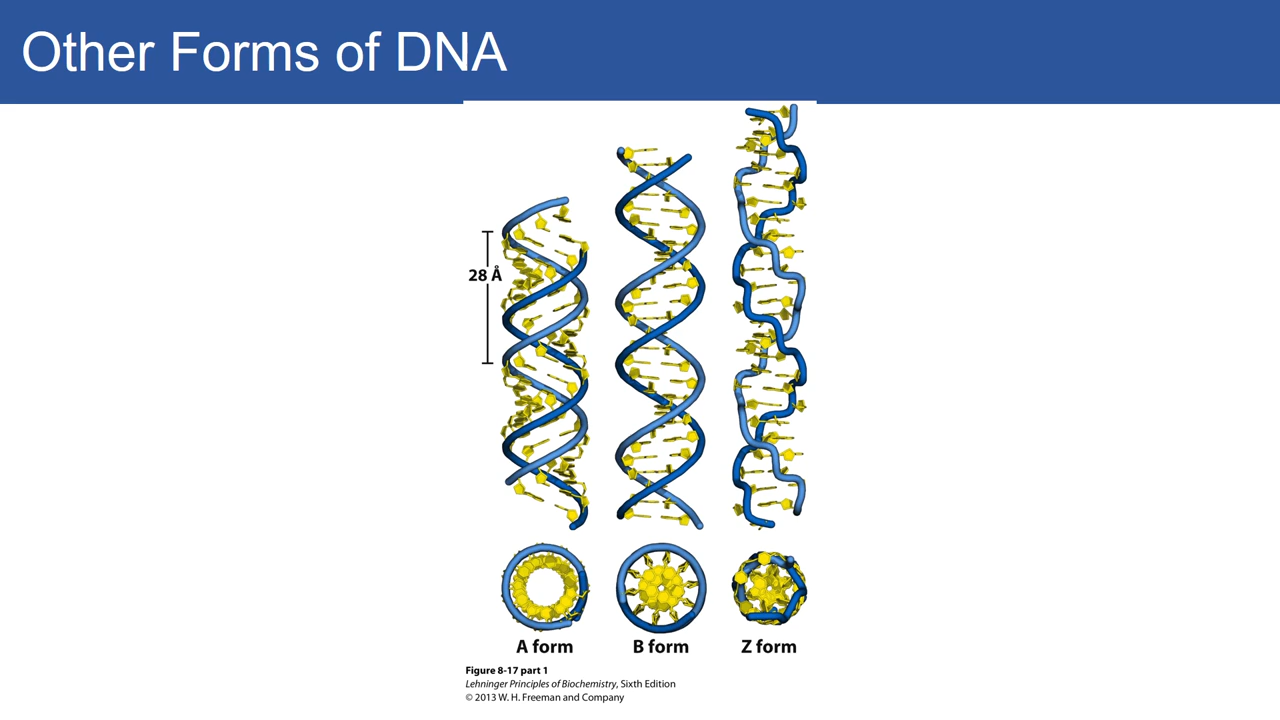 Other Forms of DNA
28 Å
A form
B form
Z form
Figure 8-17 part 1
Lehninger Principles of Biochemistry, Sixth Edition
© 2013 W. H. Freeman and Company